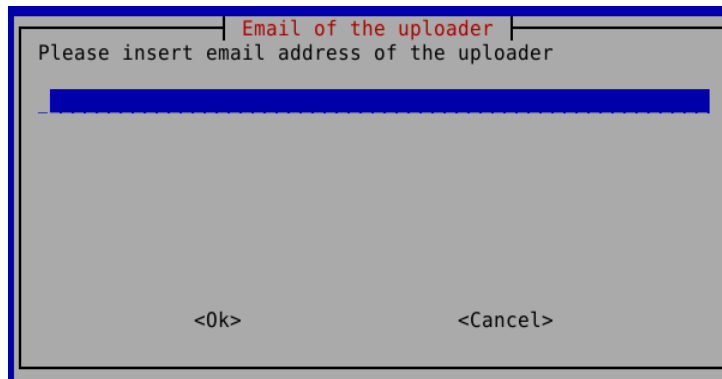 Email of the uploader
Please insert email address of the uploader
<Ok> <Cancel>